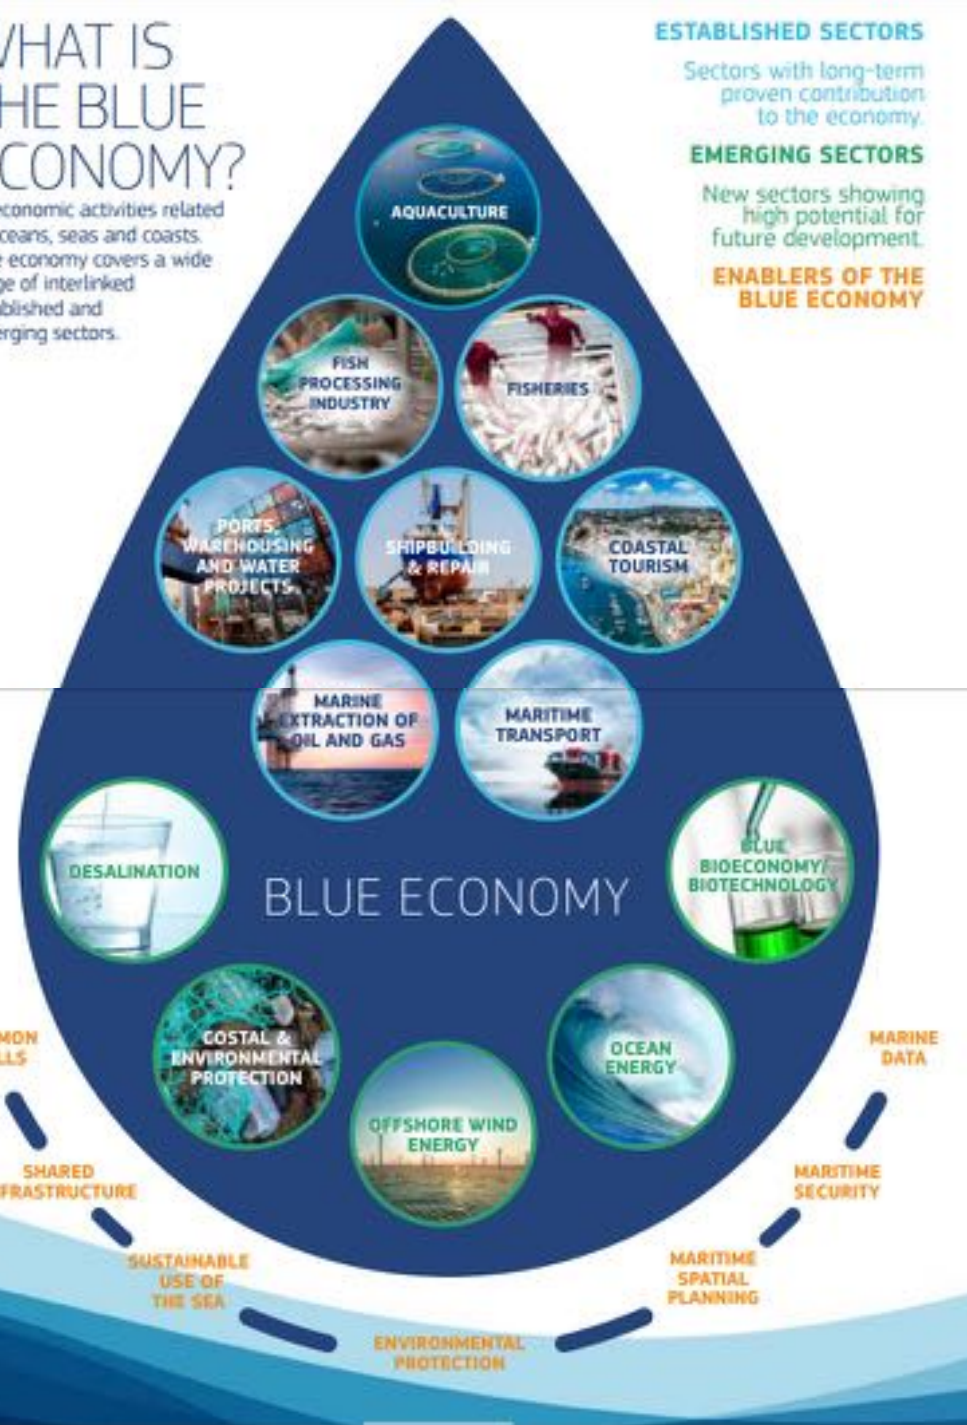 WHAT IS
HE BLUE
CONOMY?
economic activities related
ceans, seas and coasts.
e economy covers a wide
ge of interlinked
blished and
erging sectors.
ESTABLISHED SECTORS
Sectors with long-term
proven contribution
to the economy.
EMERGING SECTORS
New sectors showing
high potential for
future development.
ENABLERS OF THE
BLUE ECONOMY
AQUACULTURE
FISH
PROCESSING
INDUSTRY
FISHERIES
PORTS,
WAREHOUSING
AND WATER
PROJECTS
SHIPBUILDING
& REPAIR
COASTAL
TOURISM
MARINE
EXTRACTION OF
OIL AND GAS
MARITIME
TRANSPORT
DESALINATION
BLUE ECONOMY
BLUE
BIOECONOMY/
BIOTECHNOLOGY
COSTAL &
ENVIRONMENTAL
PROTECTION
OCEAN
ENERGY
OFFSHORE WIND
ENERGY
MON
LLS
SHARED
FRASTRUCTURE
SUSTAINABLE
USE OF
THE SEA
ENVIRONMENTAL
PROTECTION
MARITIME
SPATIAL
PLANNING
MARITIME
SECURITY
MARINE
DATA